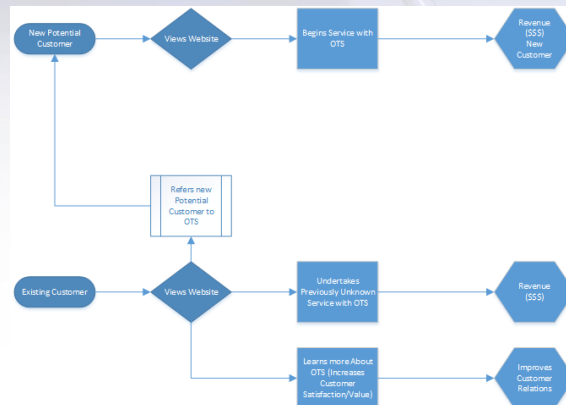 New Potential
Customer
Views Website
Begins Service with
OTS
Revenue
($$$)
New
Customer
Refers new
Potential
Customer to
OTS
Existing Customer
Views Website
Undertakes
Previously Unknown
Service with OTS
Revenue
($$$)
Learns more About
OTS (Increases
Customer
Satisfaction/Value)
Improves
Customer
Relations